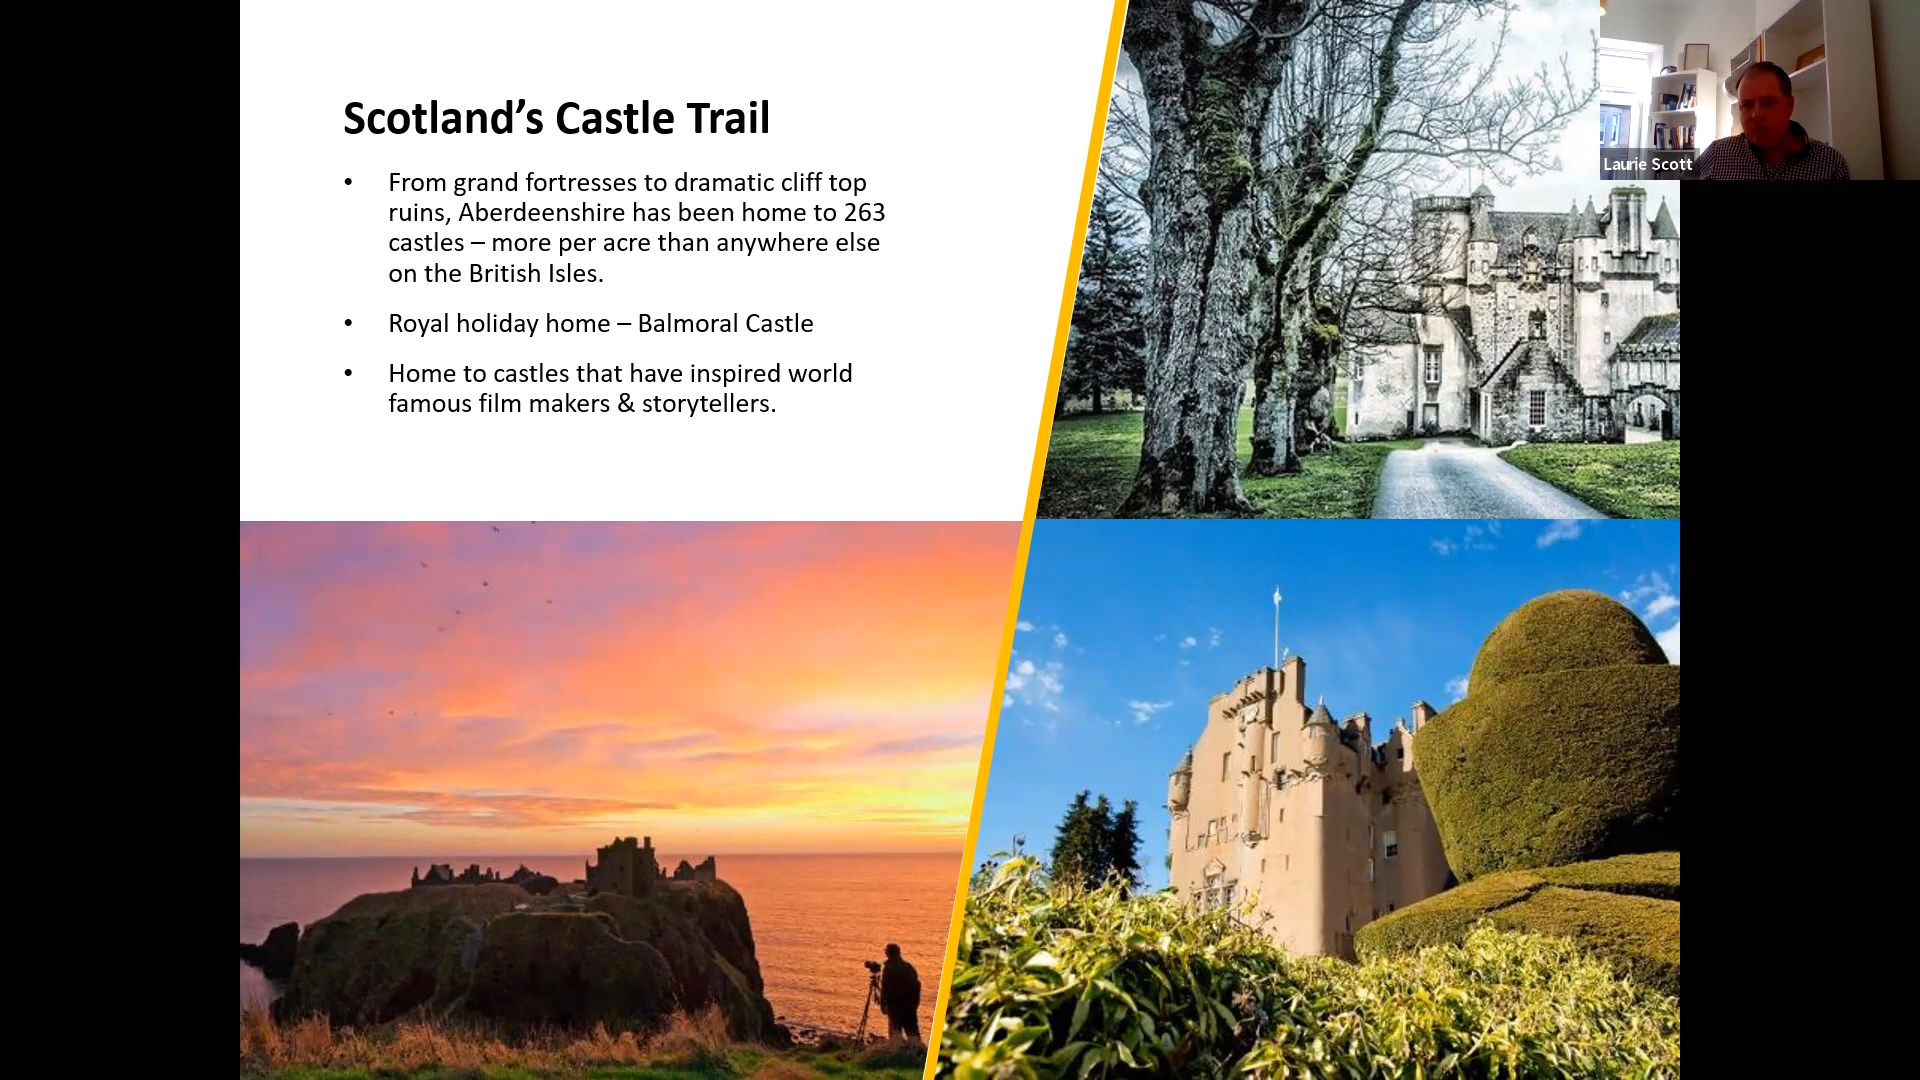 Scotland’s Castle Trail
• From grand fortresses to dramatic cliff top
ruins, Aberdeenshire has been home to 263
castles – more per acre than anywhere else
on the British Isles.
• Royal holiday home – Balmoral Castle
• Home to castles that have inspired world
famous film makers & storytellers.
Laurie Scott